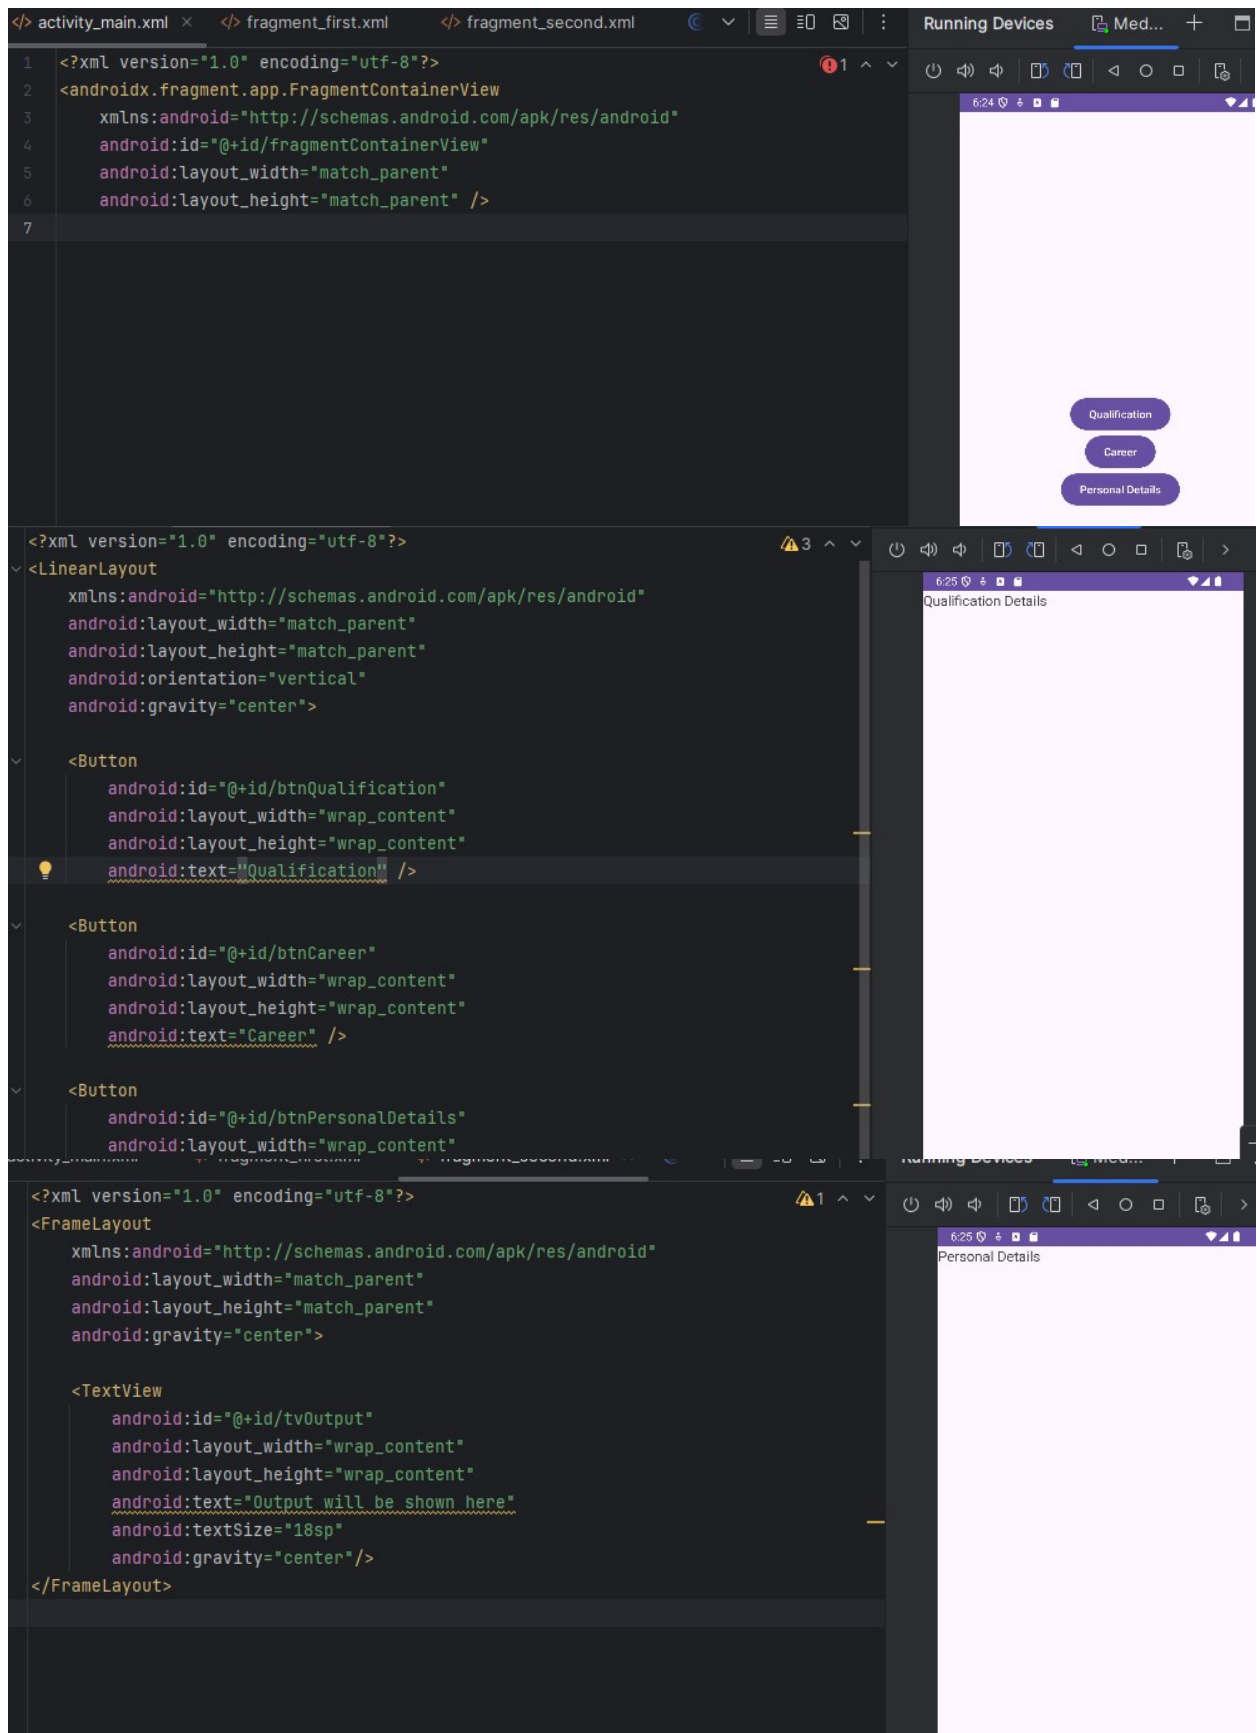 activity_main.xml fragment_first.xml fragment_second.xml Running Devices Med...
1 <?xml version="1.0" encoding="utf-8"?> 1
2 <androidx.fragment.app.FragmentContainerView
3 xmlns:android="http://schemas.android.com/apk/res/android"
4 android:id="@+id/fragmentContainerView"
5 android:layout_width="match_parent"
6 android:layout_height="match_parent" />
7
6:24
Qualification
Career
Personal Details
<?xml version="1.0" encoding="utf-8"?> 3
<LinearLayout
xmlns:android="http://schemas.android.com/apk/res/android"
android:layout_width="match_parent"
android:layout_height="match_parent"
android:orientation="vertical"
android:gravity="center">
<Button
android:id="@+id/btnQualification"
android:layout_width="wrap_content"
android:layout_height="wrap_content"
android:text="Qualification" />
<Button
android:id="@+id/btnCareer"
android:layout_width="wrap_content"
android:layout_height="wrap_content"
android:text="Career" />
<Button
android:id="@+id/btnPersonalDetails"
android:layout_width="wrap_content"
6:25
Qualification Details
<?xml version="1.0" encoding="utf-8"?> 1
<FrameLayout
xmlns:android="http://schemas.android.com/apk/res/android"
android:layout_width="match_parent"
android:layout_height="match_parent"
android:gravity="center">
<TextView
android:id="@+id/tvOutput"
android:layout_width="wrap_content"
android:layout_height="wrap_content"
android:text="Output will be shown here"
android:textSize="18sp"
android:gravity="center"/>
</FrameLayout>
6:25
Personal Details